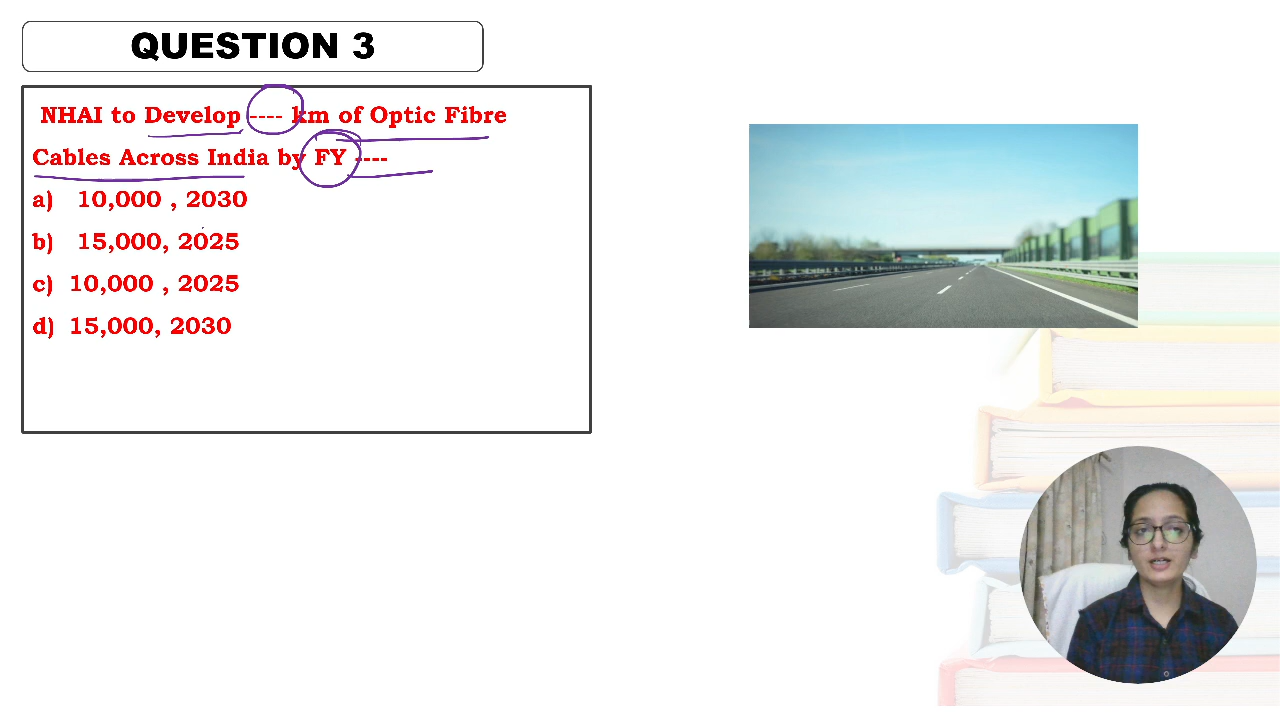 QUESTION 3
NHAI to Develop ---- km of Optic Fibre
Cables Across India by FY ----
a) 10,000 , 2030
b) 15,000, 2025
c) 10,000 , 2025
d) 15,000, 2030